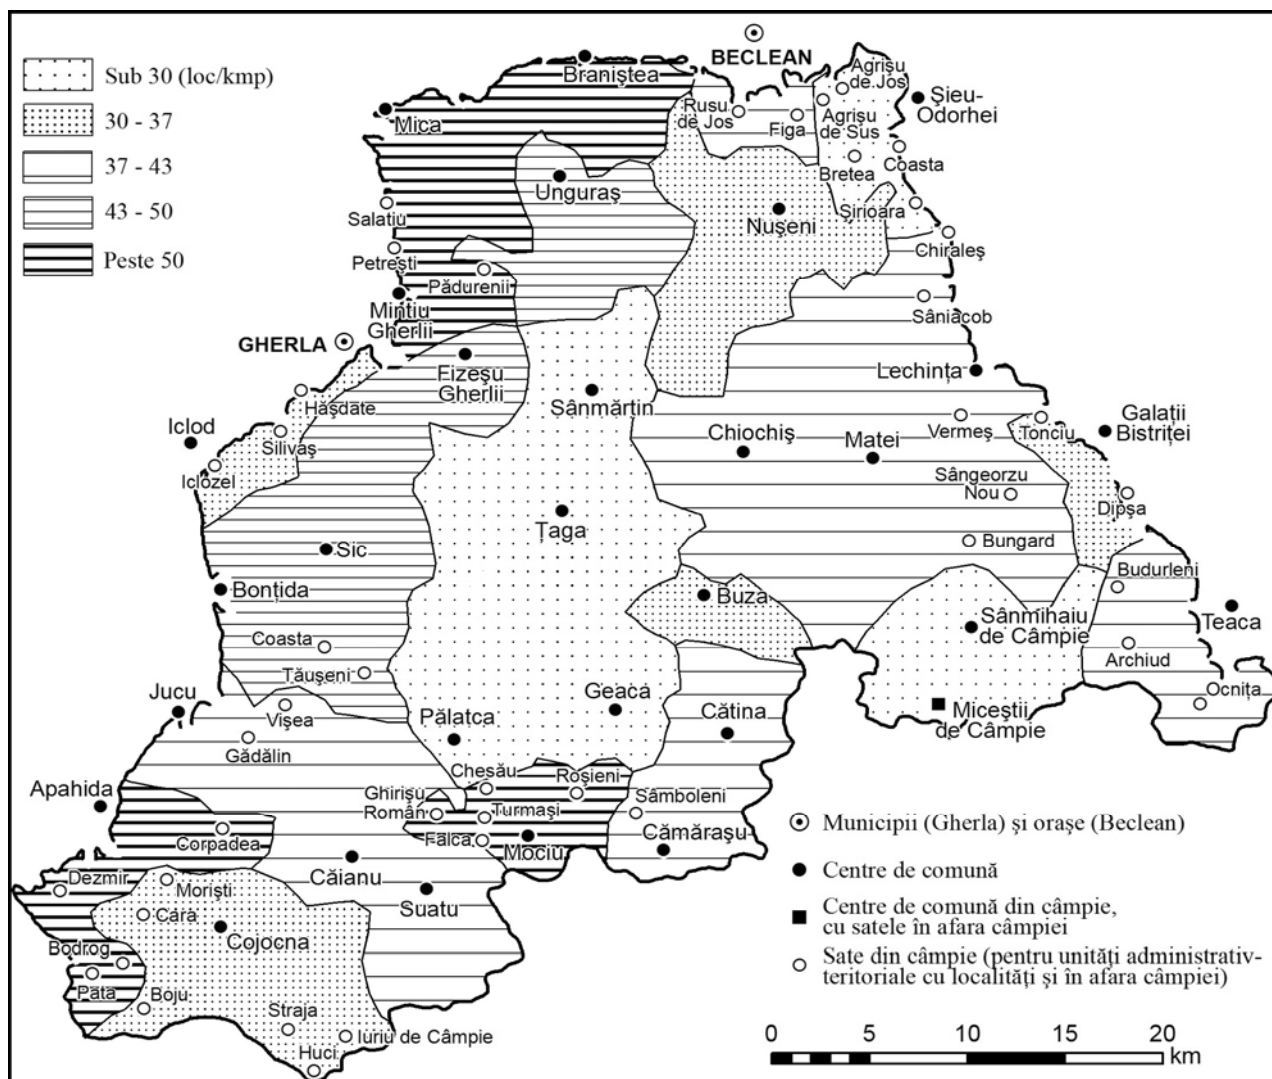 Sub 30 (loc/kmp)
30 - 37
37 - 43
43 - 50
Peste 50
BECLEAN
Braniştea
Agrişu
de Jos
Şieu-
Odorhei
Mica
Rusu
de Jos
Figa
Agrişu
de Sus
Coasta
Bretea
Unguraş
Salatiu
Nuşeni
Şirioara
Chiraleş
Petreşti
Pădurenii
Mintiu
Gherlii
Sâniacob
GHERLA
Fizeşu
Gherlii
Lechinţa
Sânmărtin
Hăşdate
Iclod
Silivaş
Iclozel
Chiochiş
Matei
Vermeş
Tonciu
Galaţii
Bistriţei
Sângeorzu
Nou
Dipşa
Ţaga
Sic
Bungard
Bonţida
Buza
Budurleni
Sânmihaiu
de Câmpie
Teaca
Coasta
Tăuşeni
Archiud
Jucu
Vişea
Geaca
Ocniţa
Pălatca
Cătina
Miceştii
de Câmpie
Gădălin
Chesău
Roşieni
Apahida
Ghirişu
Român
Turmaşi
Sâmboleni
Corpadea
Falca
Mociu
Cămăraşu
Dezmir
Morişti
Căianu
Suatu
Cara
Cojocna
Bodrog
Pata
Boju
Straja
Iuriu de Câmpie
Huci
Municipii (Gherla) şi oraşe (Beclean)
Centre de comună
Centre de comună din câmpie,
cu satele în afara câmpiei
Sate din câmpie (pentru unităţi administrativ-
teritoriale cu localităţi şi în afara câmpiei)
0 5 10 15 20
km